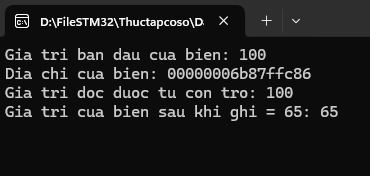 D:\FileSTM32\Thuctapcoso\Da
Gia tri ban dau cua bien: 100
Dia chi cua bien: 00000006b87ffc86
Gia tri doc duoc tu con tro: 100
Gia tri cua bien sau khi ghi = 65: 65